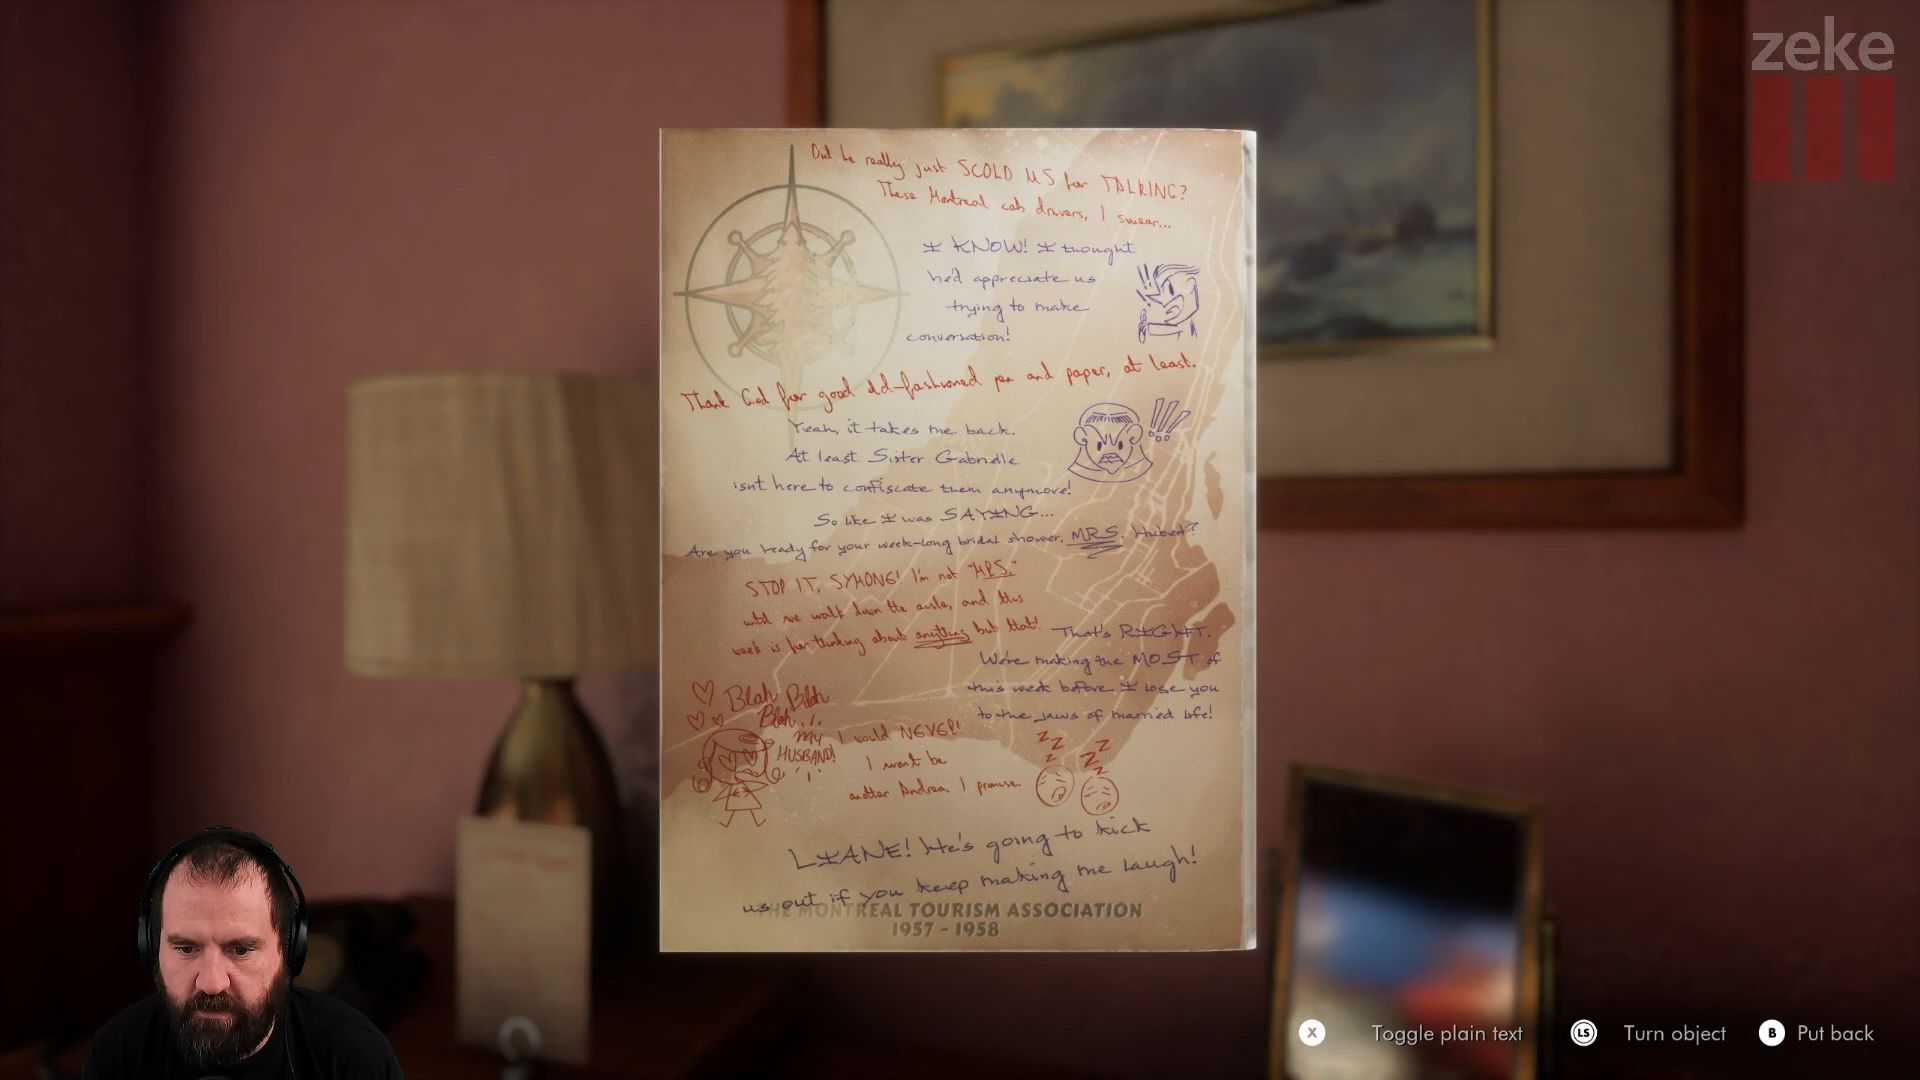 zeke
Did he really just SCOLD US for TALKING?
These Montreal cab drivers, I swear...
I KNOW! I thought
he'd appreciate us
trying to make
conversation!
Thank God for good old-fashioned pen and paper, at least.
Yeah, it takes me back.
At least Sister Gabrielle
isn't here to confiscate them anymore!
So like I was SAYING...
Are you ready for your week-long bridal shower, MRS. Hubert?
STOP IT, SYMONE! I'm not "MRS."
until we walk down the aisle, and this
week is for thinking about anything but that!
That's RIGHT.
We're making the MOST of
this week before I lose you
to the jaws of married life!
Blah Blah
Blah...
My
HUSBAND!
I would NEVER!
I won't be
another Andrea, I promise.
z z z
z z z z
LIANE! He's going to kick
us out if you keep making me laugh!
THE MONTREAL TOURISM ASSOCIATION
1957 - 1958
X Toggle plain text LS Turn object B Put back